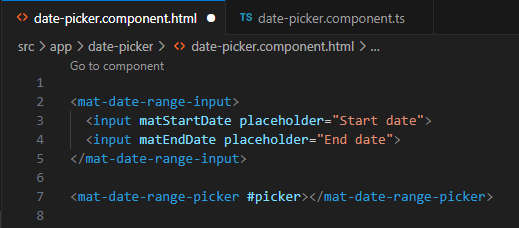 date-picker.component.html TS date-picker.component.ts
src > app > date-picker > date-picker.component.html > ...
Go to component
1
2 <mat-date-range-input>
3 <input matStartDate placeholder="Start date">
4 <input matEndDate placeholder="End date">
5 </mat-date-range-input>
6
7 <mat-date-range-picker #picker></mat-date-range-picker>
8